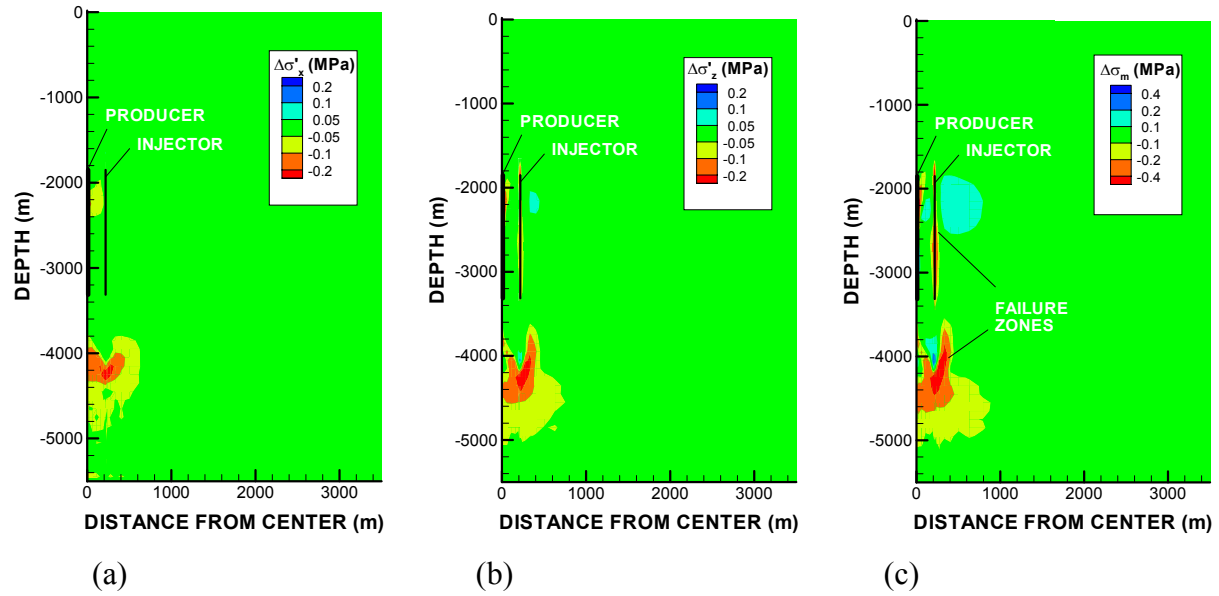 0
-1000
-2000
-3000
-4000
-5000
DEPTH (m)
0 1000 2000 3000
DISTANCE FROM CENTER (m)
Δσ'x (MPa)
0.2
0.1
-0.05
-0.1
-0.2
PRODUCER
INJECTOR
(a)
0
-1000
-2000
-3000
-4000
-5000
DEPTH (m)
0 1000 2000 3000
DISTANCE FROM CENTER (m)
Δσ'z (MPa)
0.2
0.1
0.05
-0.05
-0.1
-0.2
PRODUCER
INJECTOR
(b)
0
-1000
-2000
-3000
-4000
-5000
DEPTH (m)
0 1000 2000 3000
DISTANCE FROM CENTER (m)
Δσm (MPa)
0.4
0.2
0.1
-0.1
-0.2
-0.4
PRODUCER
INJECTOR
FAILURE
ZONES
(c)